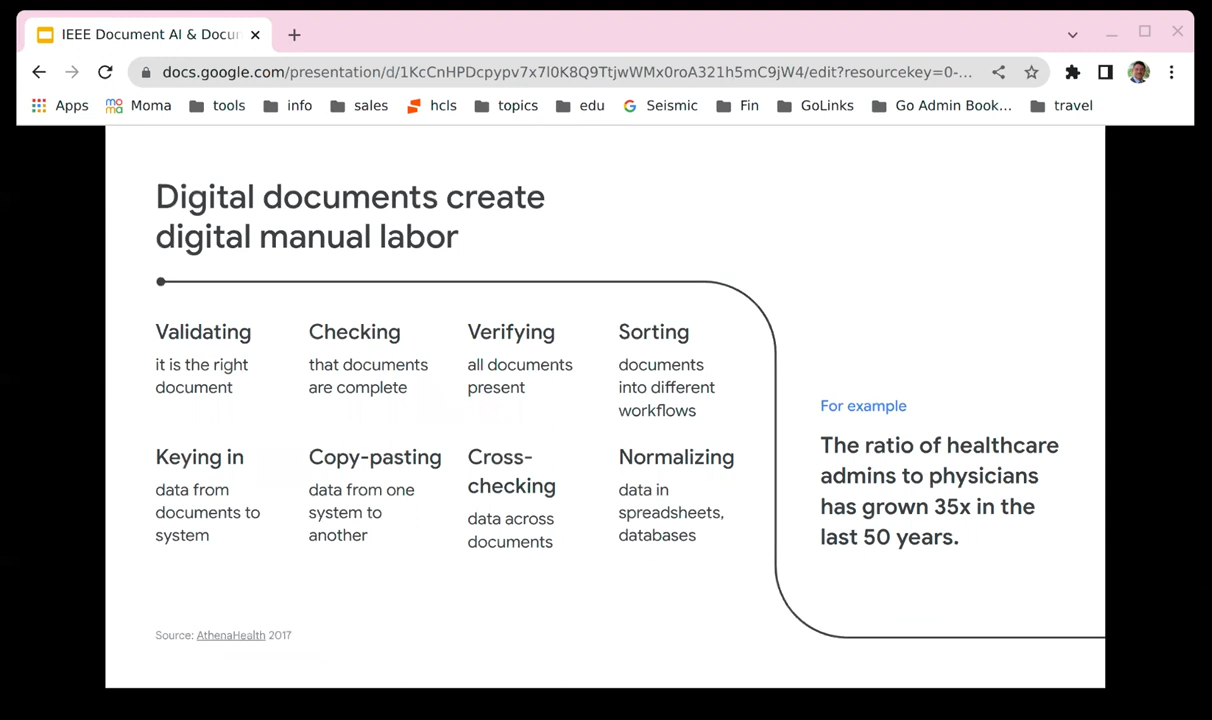 IEEE Document AI & Docu
docs.google.com/presentation/d/1KcCnHPDcpypv7x7l0K8Q9TtjwWMx0roA321h5mC9jW4/edit?resourcekey=0-...
Apps Moma tools info sales hcls topics edu Seismic Fin GoLinks Go Admin Book... travel
Digital documents create
digital manual labor
Validating
it is the right
document
Checking
that documents
are complete
Verifying
all documents
present
Sorting
documents
into different
workflows
Keying in
data from
documents to
system
Copy-pasting
data from one
system to
another
Cross-
checking
data across
documents
Normalizing
data in
spreadsheets,
databases
For example
The ratio of healthcare
admins to physicians
has grown 35x in the
last 50 years.
Source: AthenaHealth 2017